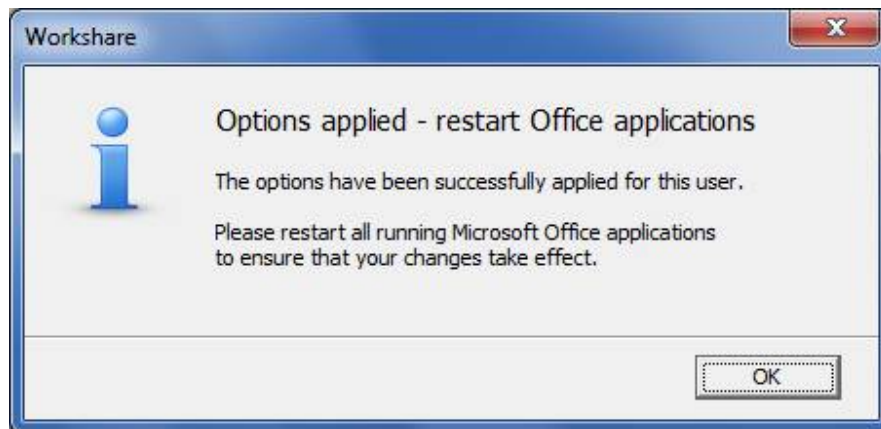 Workshare
Options applied - restart Office applications
The options have been successfully applied for this user.
Please restart all running Microsoft Office applications
to ensure that your changes take effect.
OK